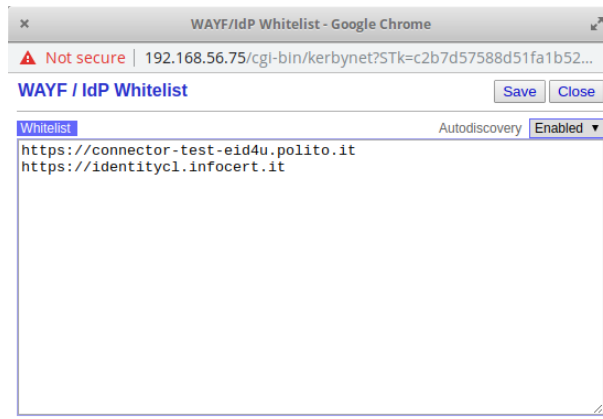 WAYF/IdP Whitelist - Google Chrome
Not secure | 192.168.56.75/cgi-bin/kerbynet?STk=c2b7d57588d51fa1b52...
WAYF / IdP Whitelist Save Close
Whitelist Autodiscovery Enabled
https://connector-test-eid4u.polito.it
https://identitycl.infocert.it